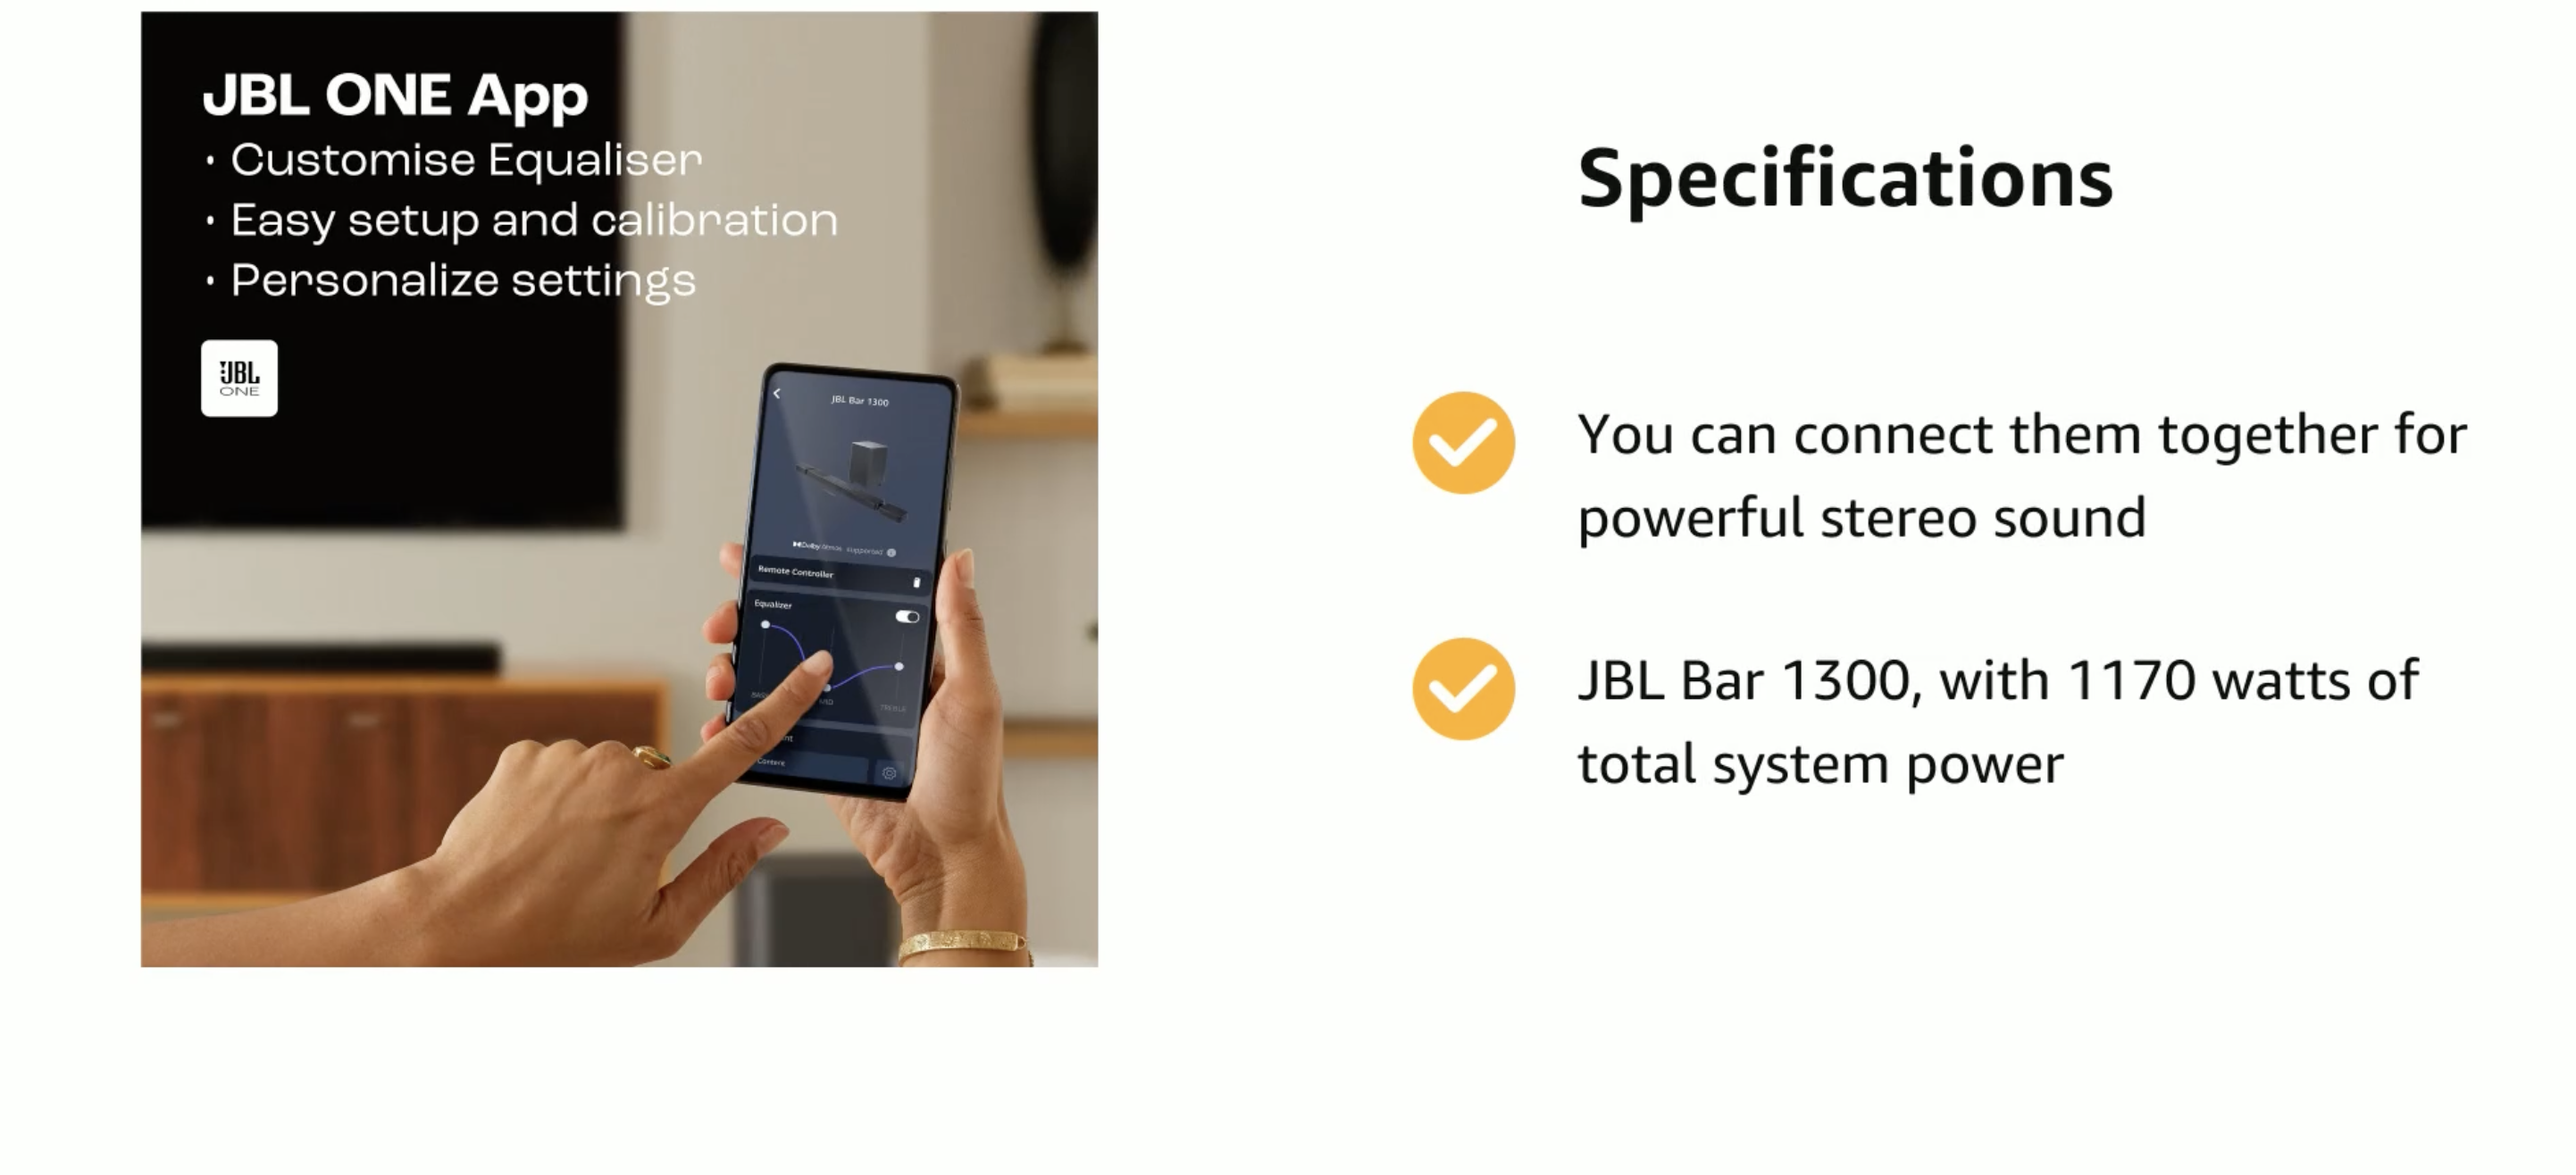 JBL ONE App
• Customise Equaliser
• Easy setup and calibration
• Personalize settings
JBL
ONE
JBL Bar 1300
Dolby Atmos supported
Remote Controller
Equalizer
TREBLE
Content
Specifications
You can connect them together for
powerful stereo sound
JBL Bar 1300, with 1170 watts of
total system power